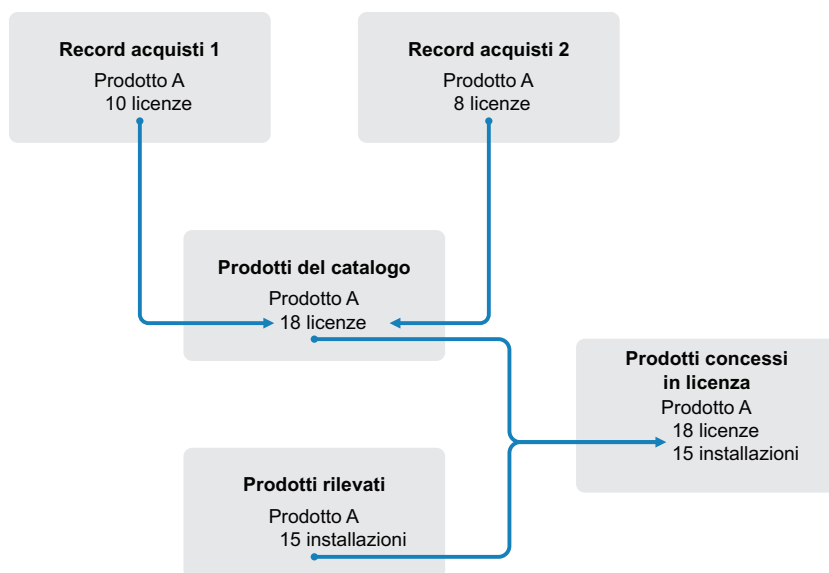 Record acquisti 1
Prodotto A
10 licenze
Record acquisti 2
Prodotto A
8 licenze
Prodotti del catalogo
Prodotto A
18 licenze
Prodotti concessi
in licenza
Prodotto A
18 licenze
15 installazioni
Prodotti rilevati
Prodotto A
15 installazioni